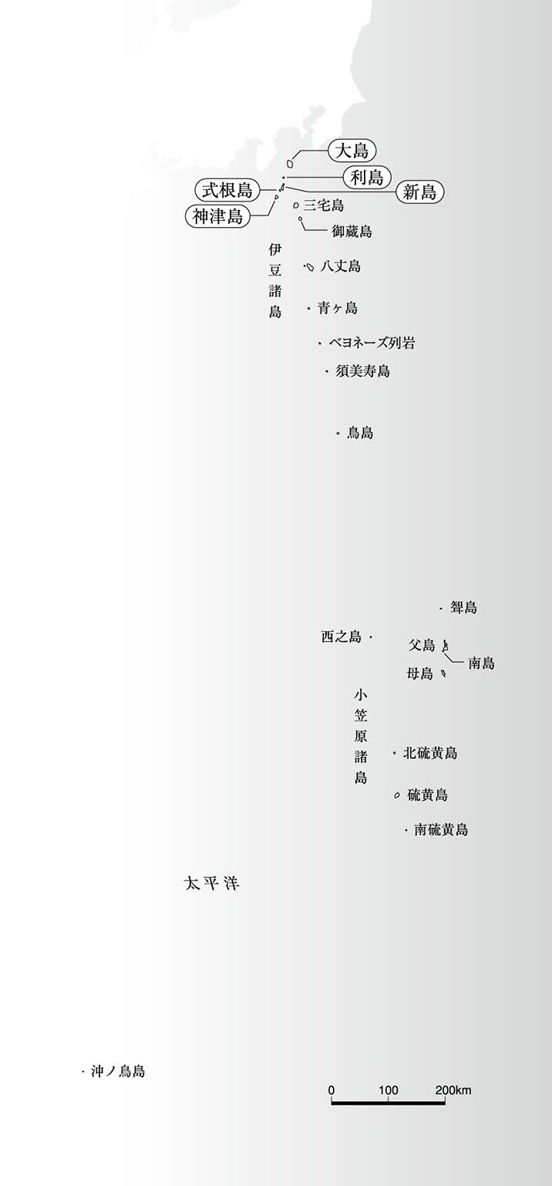 大島
利島
式根島
新島
神津島
三宅島
御蔵島
伊豆諸島
八丈島
青ヶ島
ベヨネーズ列岩
須美寿島
鳥島
聟島
西之島
父島
南島
母島
小笠原諸島
北硫黄島
硫黄島
南硫黄島
太平洋
沖ノ鳥島
0 100 200km